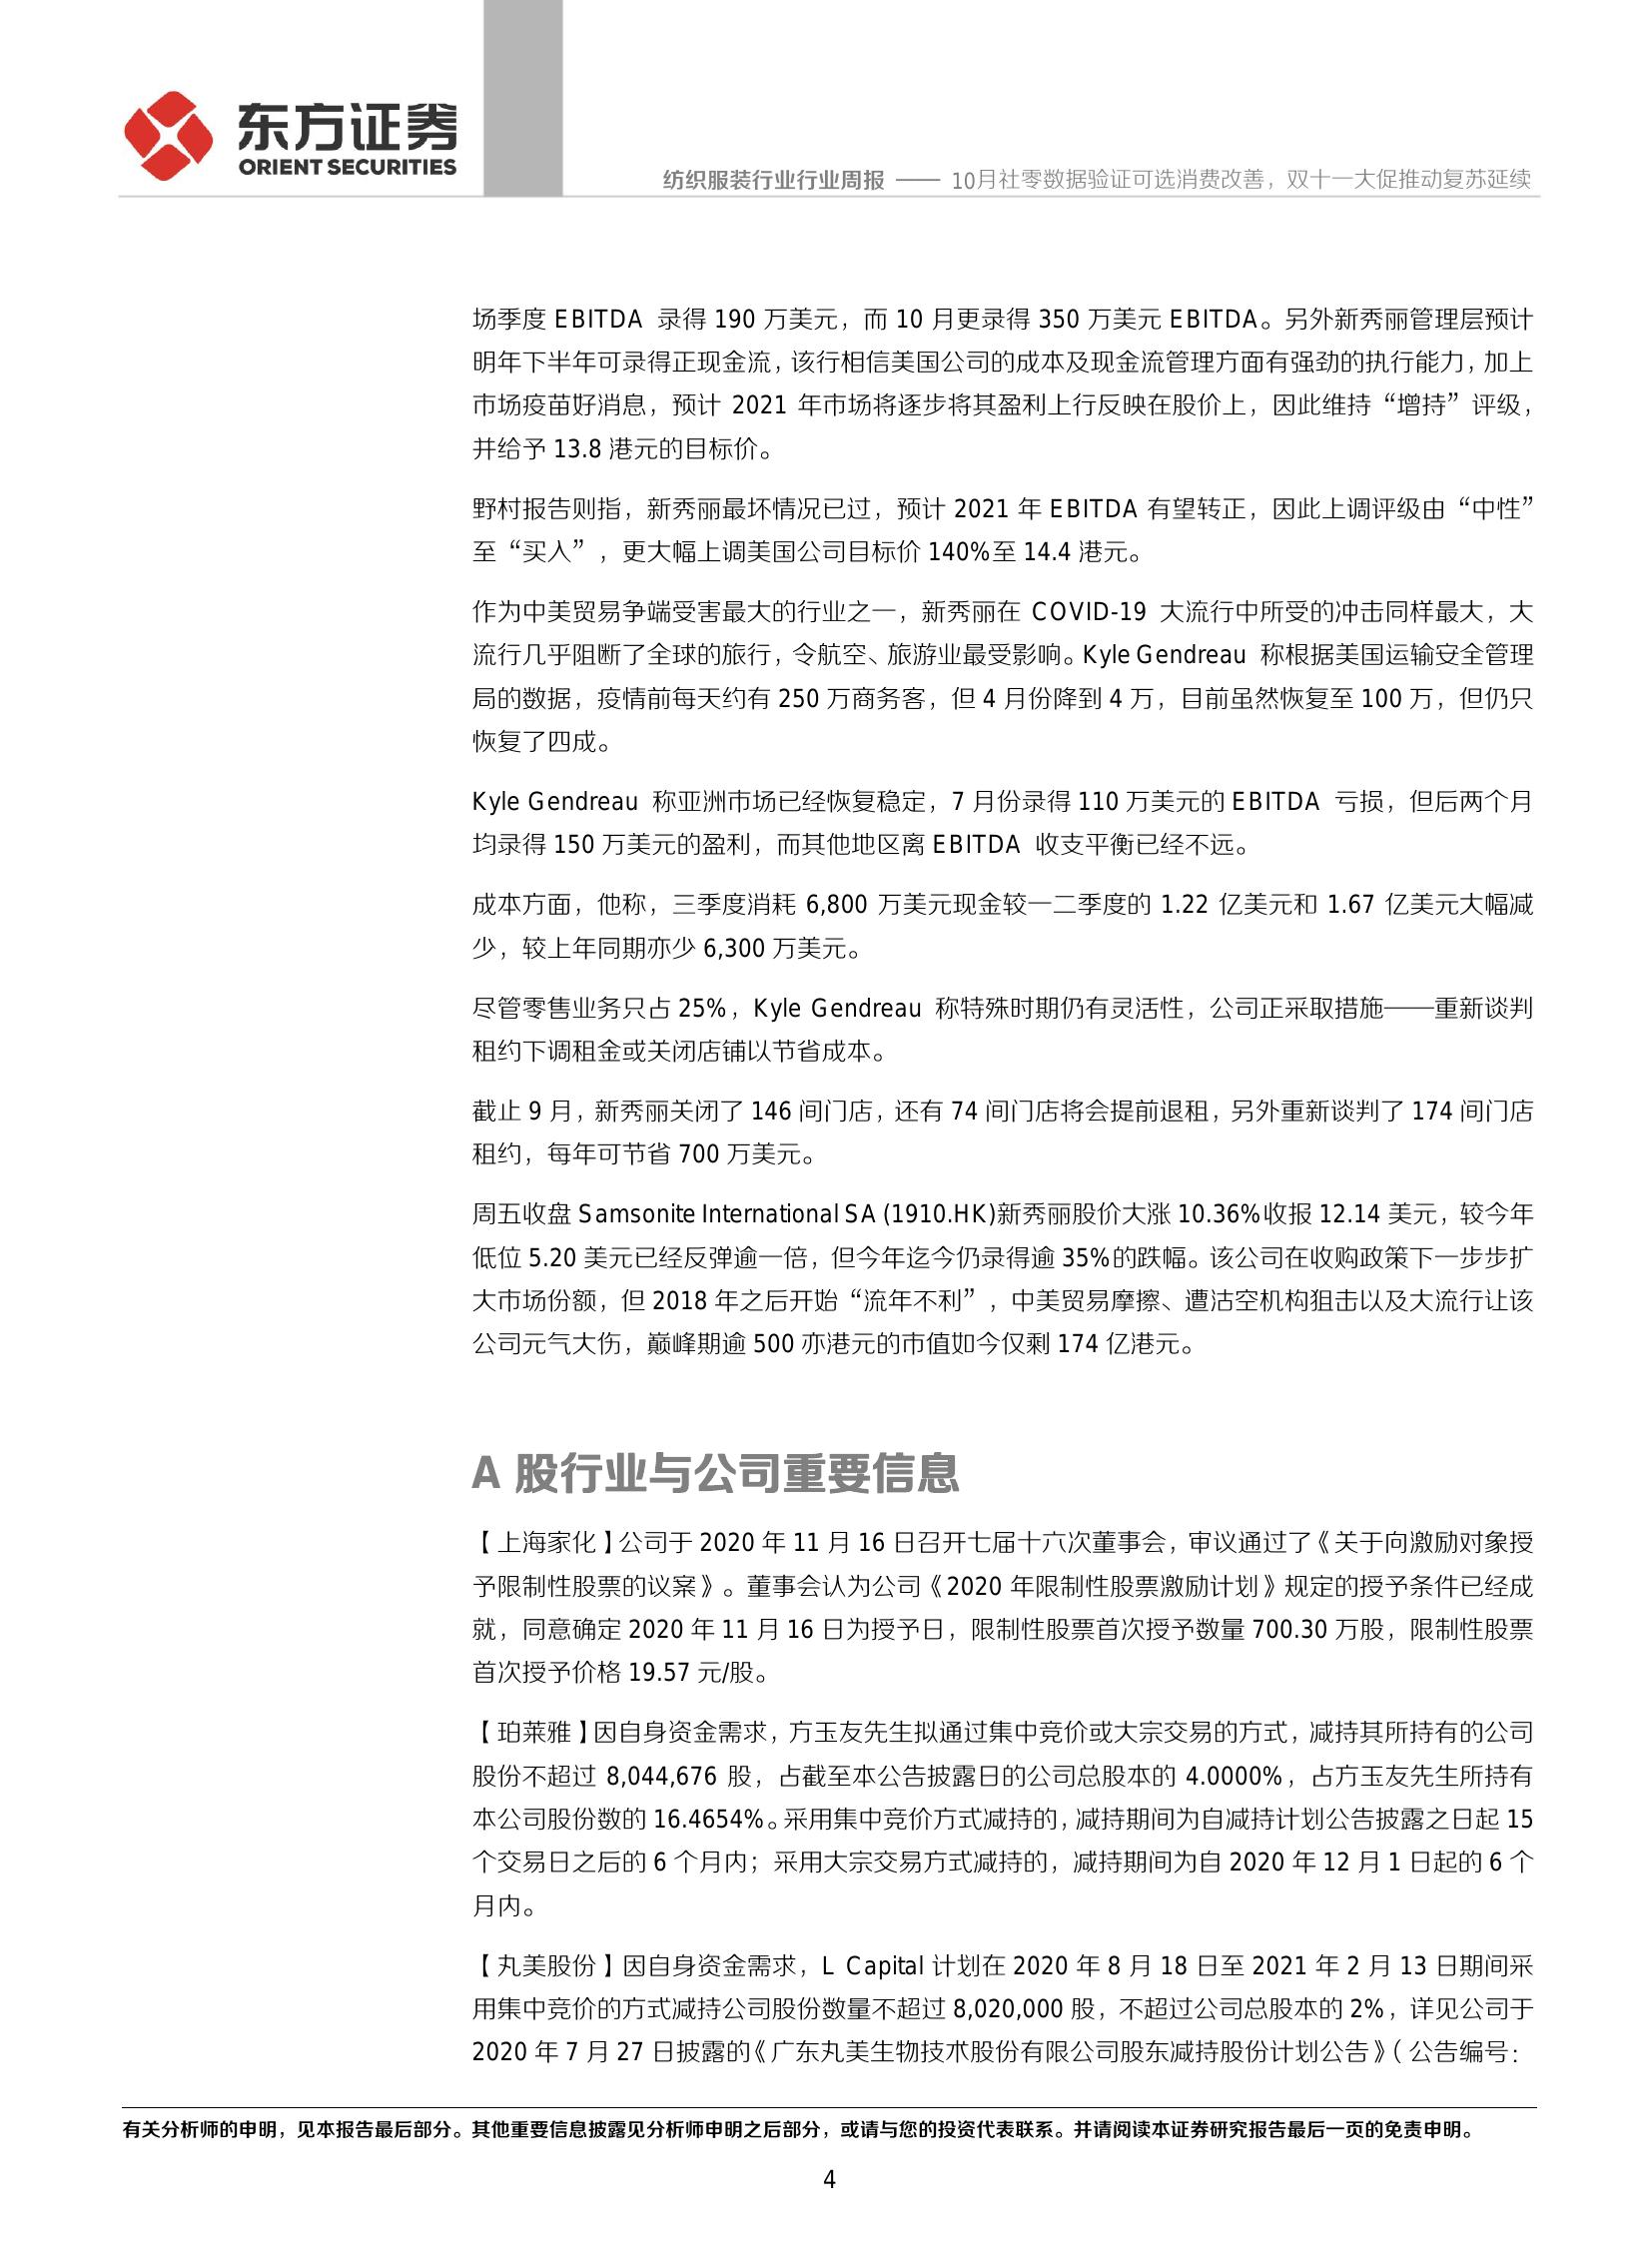 东方证券
ORIENT SECURITIES
纺织服装行业行业周报 —— 10月社零数据验证可选消费改善，双十一大促推动复苏延续
场季度 EBITDA 录得 190 万美元，而 10 月更录得 350 万美元 EBITDA。另外新秀丽管理层预计
明年下半年可录得正现金流，该行相信美国公司的成本及现金流管理方面有强劲的执行能力，加上
市场疫苗好消息，预计 2021 年市场将逐步将其盈利上行反映在股价上，因此维持“增持”评级，
并给予 13.8 港元的目标价。
野村报告则指，新秀丽最坏情况已过，预计 2021 年 EBITDA 有望转正，因此上调评级由“中性”
至“买入”，更大幅上调美国公司目标价 140%至 14.4 港元。
作为中美贸易争端受害最大的行业之一，新秀丽在 COVID-19 大流行中所受的冲击同样最大，大
流行几乎阻断了全球的旅行，令航空、旅游业最受影响。Kyle Gendreau 称根据美国运输安全管理
局的数据，疫情前每天约有 250 万商务客，但 4 月份降到 4 万，目前虽然恢复至 100 万，但仍只
恢复了四成。
Kyle Gendreau 称亚洲市场已经恢复稳定，7 月份录得 110 万美元的 EBITDA 亏损，但后两个月
均录得 150 万美元的盈利，而其他地区离 EBITDA 收支平衡已经不远。
成本方面，他称，三季度消耗 6,800 万美元现金较一二季度的 1.22 亿美元和 1.67 亿美元大幅减
少，较上年同期亦少 6,300 万美元。
尽管零售业务只占 25%，Kyle Gendreau 称特殊时期仍有灵活性，公司正采取措施——重新谈判
租约下调租金或关闭店铺以节省成本。
截止 9 月，新秀丽关闭了 146 间门店，还有 74 间门店将会提前退租，另外重新谈判了 174 间门店
租约，每年可节省 700 万美元。
周五收盘 Samsonite International SA (1910.HK)新秀丽股价大涨 10.36%收报 12.14 美元，较今年
低位 5.20 美元已经反弹逾一倍，但今年迄今仍录得逾 35%的跌幅。该公司在收购政策下一步步扩
大市场份额，但 2018 年之后开始“流年不利”，中美贸易摩擦、遭沽空机构狙击以及大流行让该
公司元气大伤，巅峰期逾 500 亦港元的市值如今仅剩 174 亿港元。
A 股行业与公司重要信息
【上海家化】公司于 2020 年 11 月 16 日召开七届十六次董事会，审议通过了《关于向激励对象授
予限制性股票的议案》。董事会认为公司《2020 年限制性股票激励计划》规定的授予条件已经成
就，同意确定 2020 年 11 月 16 日为授予日，限制性股票首次授予数量 700.30 万股，限制性股票
首次授予价格 19.57 元/股。
【珀莱雅】因自身资金需求，方玉友先生拟通过集中竞价或大宗交易的方式，减持其所持有的公司
股份不超过 8,044,676 股，占截至本公告披露日的公司总股本的 4.0000%，占方玉友先生所持有
本公司股份数的 16.4654%。采用集中竞价方式减持的，减持期间为自减持计划公告披露之日起 15
个交易日之后的 6 个月内；采用大宗交易方式减持的，减持期间为自 2020 年 12 月 1 日起的 6 个
月内。
【丸美股份】因自身资金需求，L Capital 计划在 2020 年 8 月 18 日至 2021 年 2 月 13 日期间采
用集中竞价的方式减持公司股份数量不超过 8,020,000 股，不超过公司总股本的 2%，详见公司于
2020 年 7 月 27 日披露的《广东丸美生物技术股份有限公司股东减持股份计划公告》（公告编号：
有关分析师的申明，见本报告最后部分。其他重要信息披露见分析师申明之后部分，或请与您的投资代表联系。并请阅读本证券研究报告最后一页的免责申明。
4